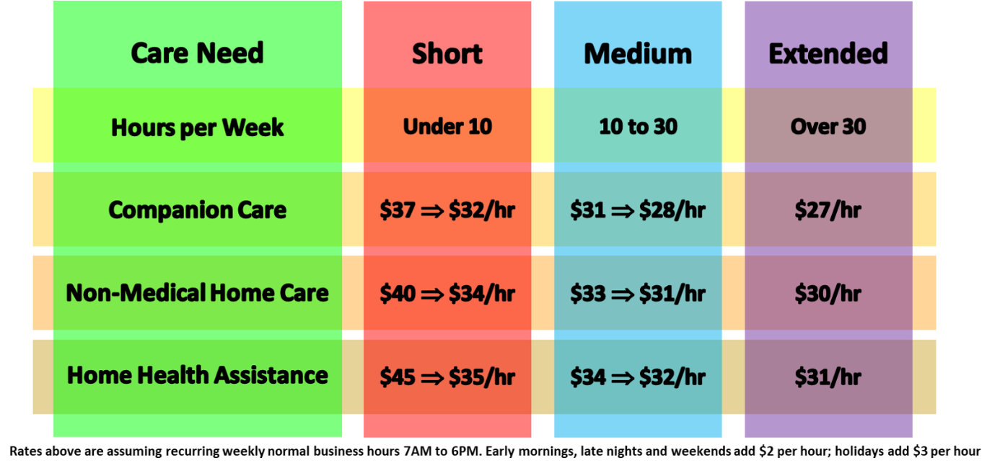 Care Need Short Medium Extended
Hours per Week Under 10 10 to 30 Over 30
Companion Care $37 ⇒ $32/hr $31 ⇒ $28/hr $27/hr
Non-Medical Home Care $40 ⇒ $34/hr $33 ⇒ $31/hr $30/hr
Home Health Assistance $45 ⇒ $35/hr $34 ⇒ $32/hr $31/hr
Rates above are assuming recurring weekly normal business hours 7AM to 6PM. Early mornings, late nights and weekends add $2 per hour; holidays add $3 per hour